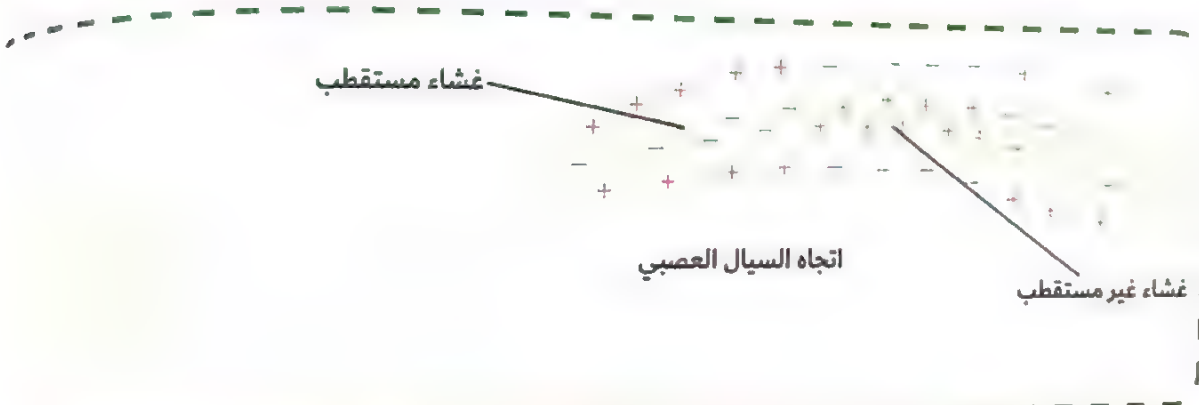 غشاء مستقطب
اتجاه السيال العصبي
غشاء غير مستقطب